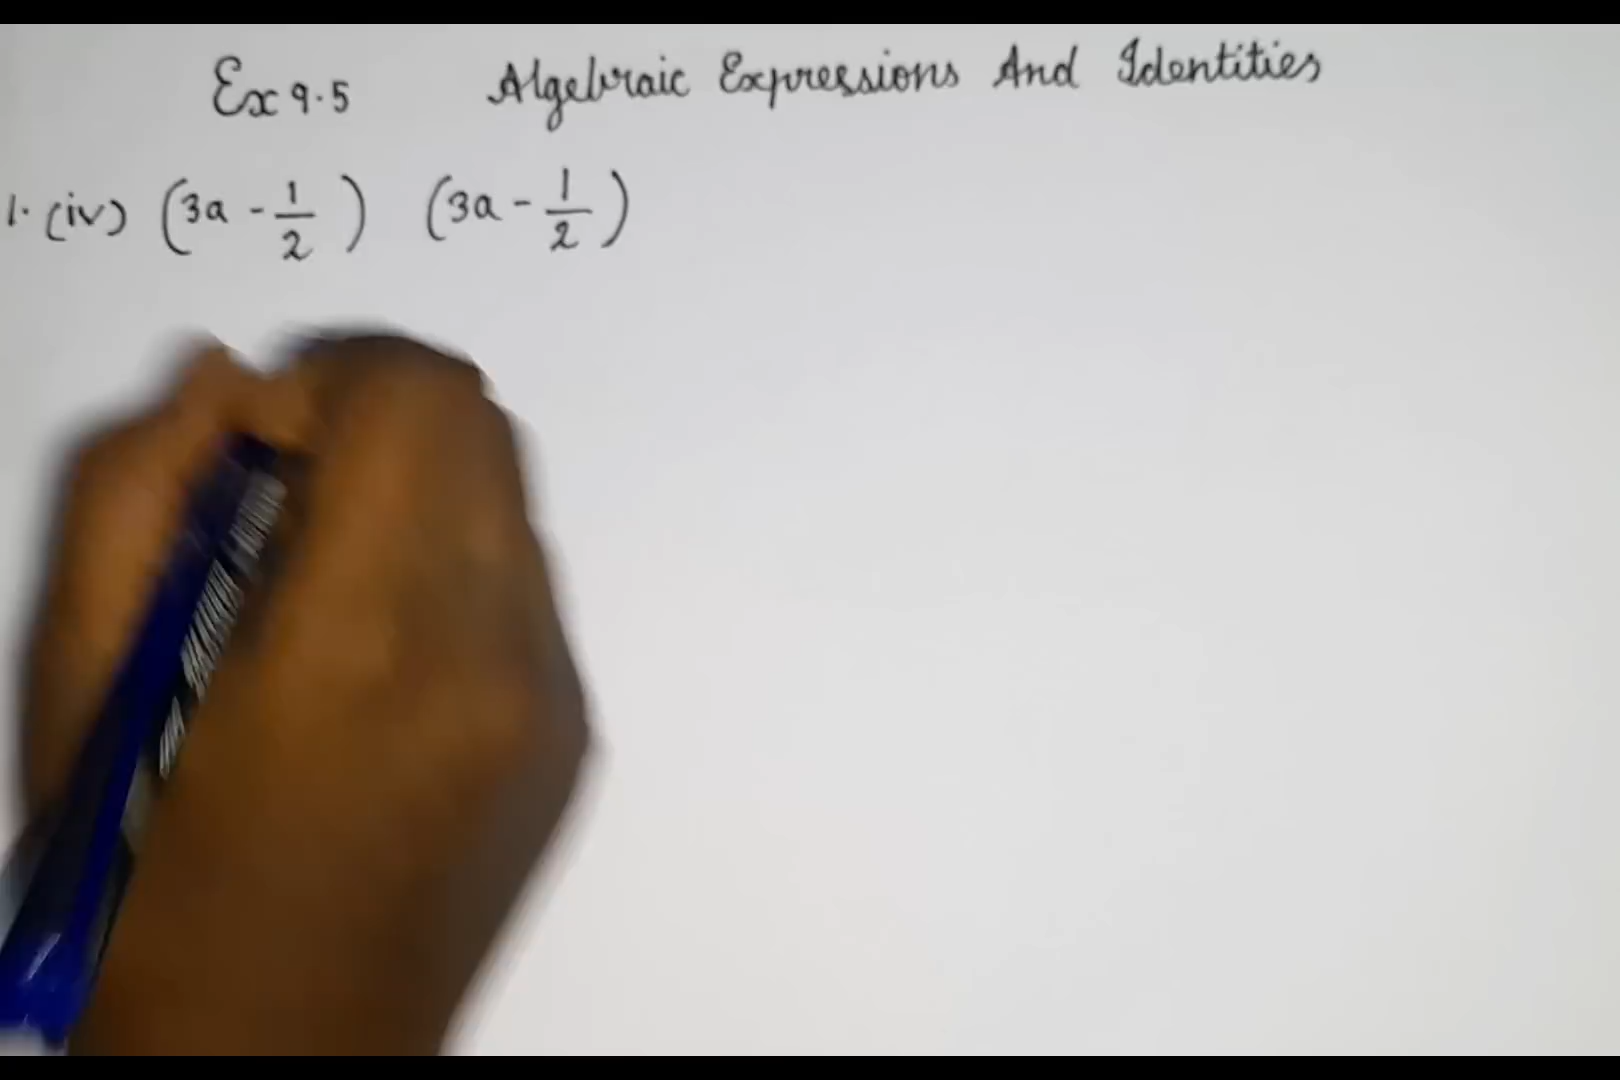 Ex 9.5 Algebraic Expressions And Identities
1. (iv) (3a - 1/2) (3a - 1/2)